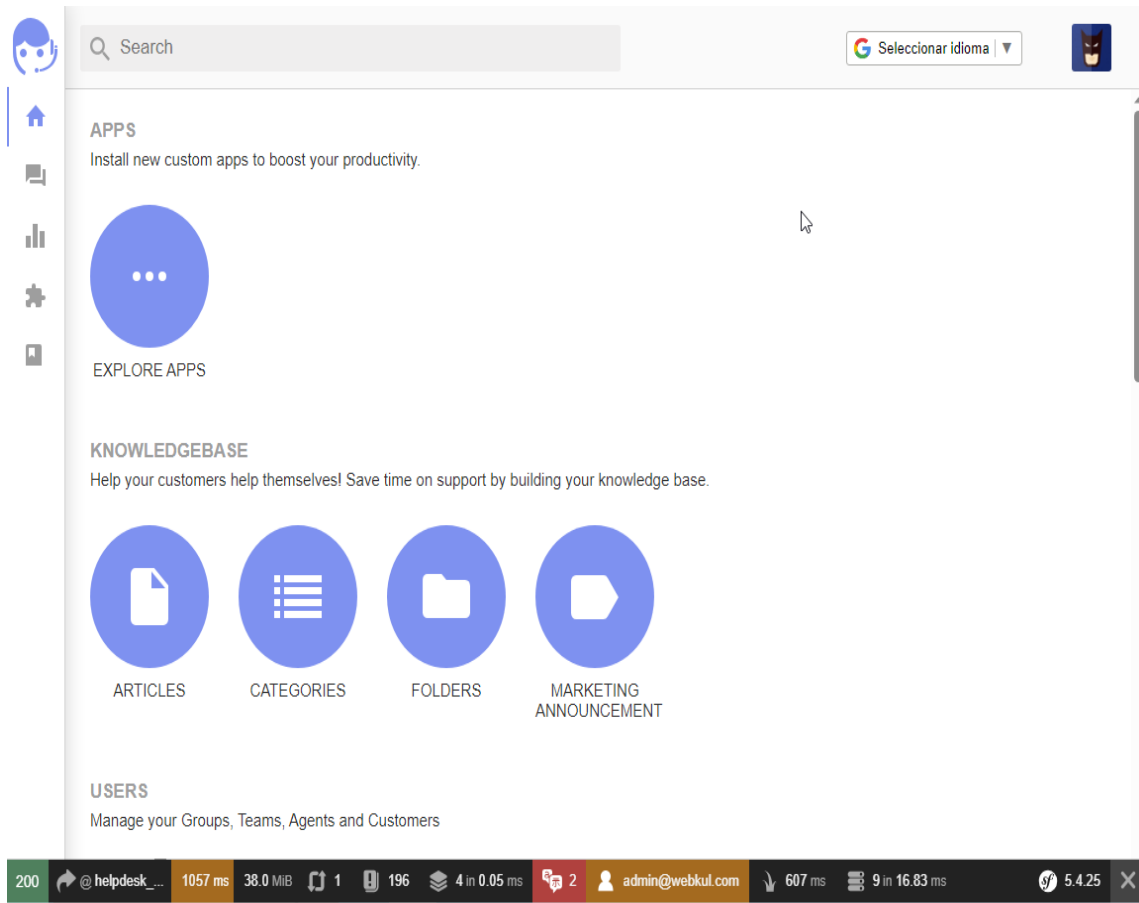 Search
Seleccionar idioma ▼
APPS
Install new custom apps to boost your productivity.
EXPLORE APPS
KNOWLEDGEBASE
Help your customers help themselves! Save time on support by building your knowledge base.
ARTICLES CATEGORIES FOLDERS MARKETING ANNOUNCEMENT
USERS
Manage your Groups, Teams, Agents and Customers
200 @ helpdesk_... 1057 ms 38.0 MiB 1 196 4 in 0.05 ms 2 admin@webkul.com 607 ms 9 in 16.83 ms 5.4.25